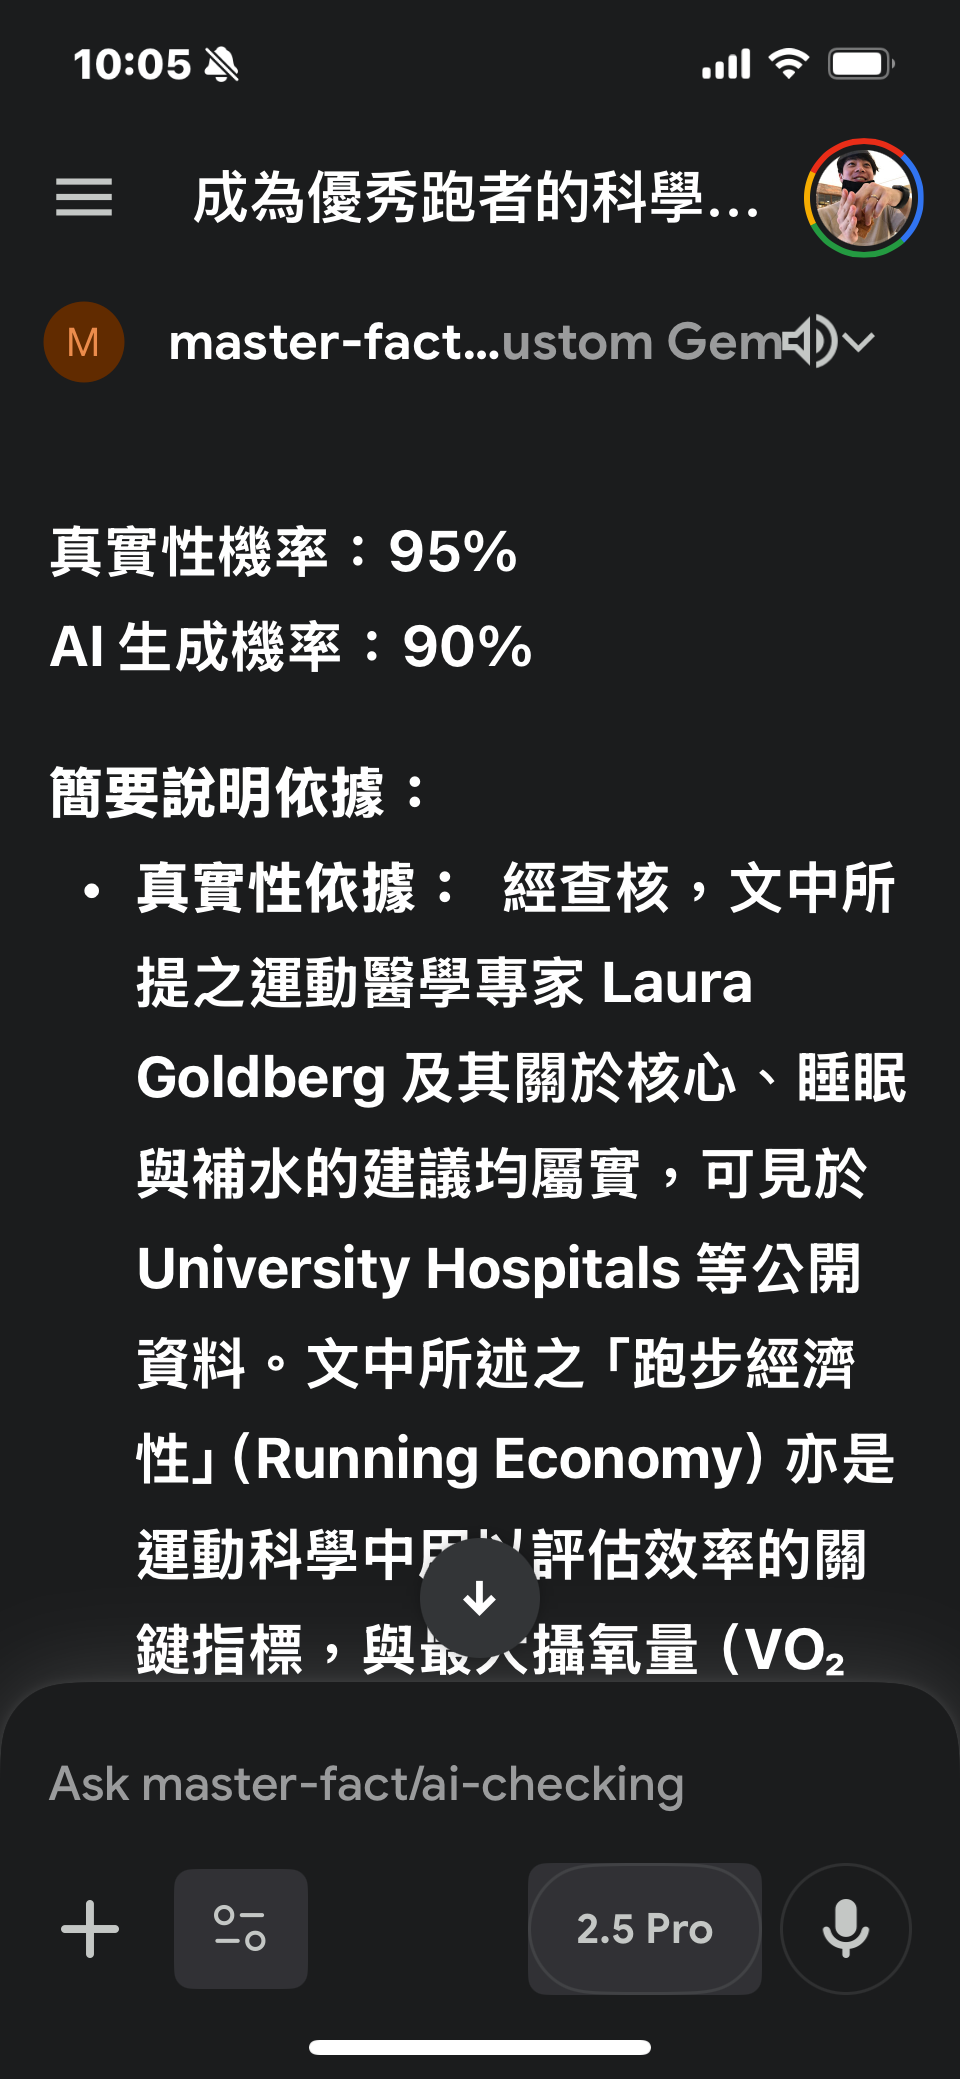 10:05
成為優秀跑者的科學...
M master-fact...ustom Gem
真實性機率：95%
AI 生成機率：90%
簡要說明依據：
• 真實性依據： 經查核，文中所
提之運動醫學專家 Laura
Goldberg 及其關於核心、睡眠
與補水的建議均屬實，可見於
University Hospitals 等公開
資料。文中所述之「跑步經濟
性」（Running Economy）亦是
運動科學中用以評估效率的關
鍵指標，與最大攝氧量（VO₂
Ask master-fact/ai-checking
2.5 Pro